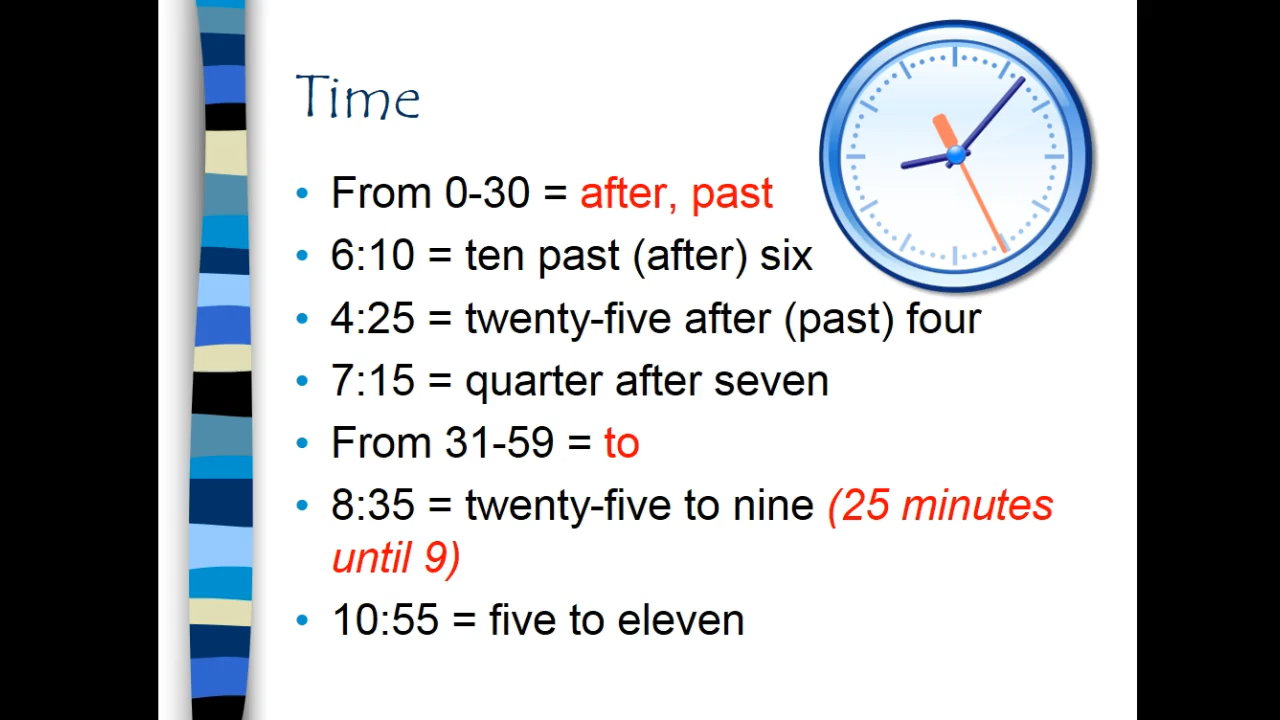 Time
• From 0-30 = after, past
• 6:10 = ten past (after) six
• 4:25 = twenty-five after (past) four
• 7:15 = quarter after seven
• From 31-59 = to
• 8:35 = twenty-five to nine (25 minutes
until 9)
• 10:55 = five to eleven